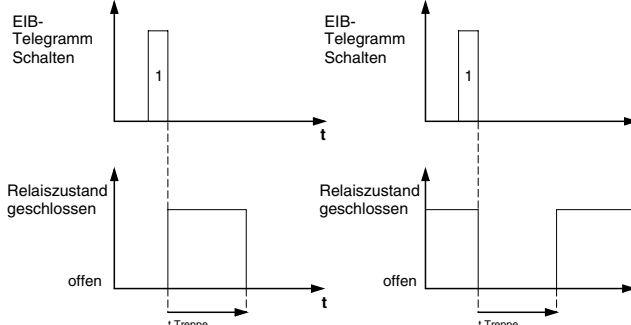 EIB-
Telegramm
Schalten
1
t
Relaiszustand
geschlossen
offen
t
t Treppe
EIB-
Telegramm
Schalten
1
Relaiszustand
geschlossen
offen
t Treppe